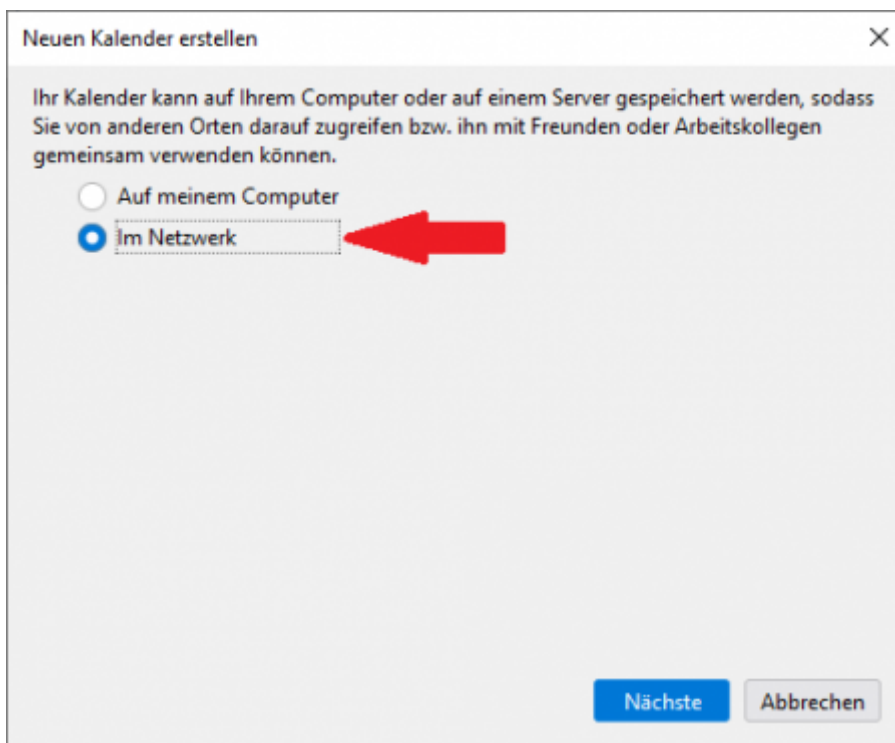 Neuen Kalender erstellen
Ihr Kalender kann auf Ihrem Computer oder auf einem Server gespeichert werden, sodass
Sie von anderen Orten darauf zugreifen bzw. ihn mit Freunden oder Arbeitskollegen
gemeinsam verwenden können.
Auf meinem Computer
Im Netzwerk
Nächste Abbrechen